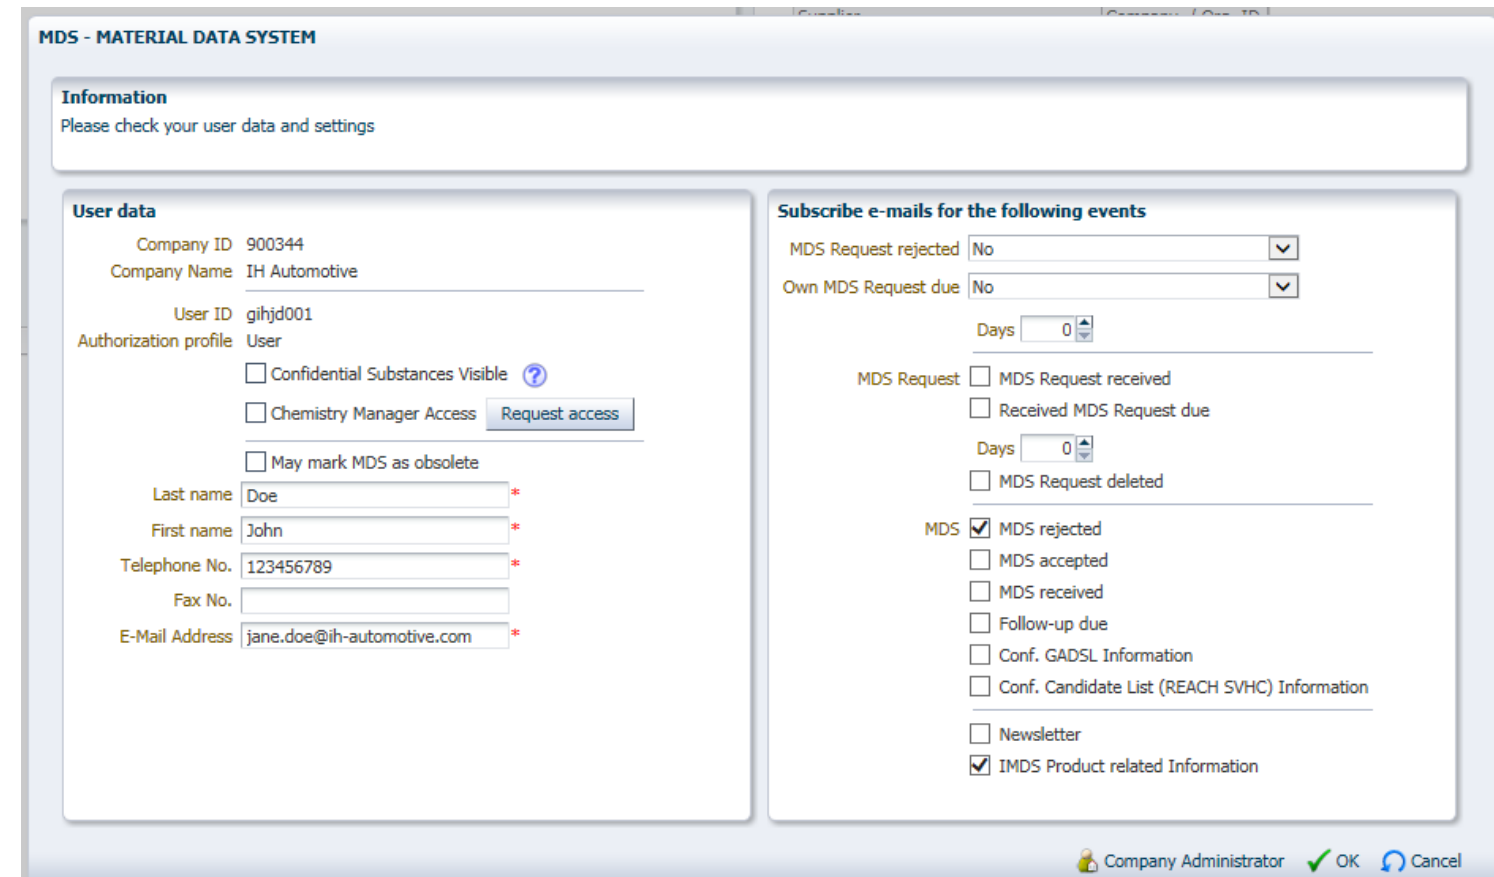 Supplier Company / Org. ID
MDS - MATERIAL DATA SYSTEM
Information
Please check your user data and settings
User data
Company ID 900344
Company Name IH Automotive
User ID gihjd001
Authorization profile User
Confidential Substances Visible ?
Chemistry Manager Access Request access
May mark MDS as obsolete
Last name Doe *
First name John *
Telephone No. 123456789 *
Fax No.
E-Mail Address jane.doe@ih-automotive.com *
Subscribe e-mails for the following events
MDS Request rejected No
Own MDS Request due No
Days 0
MDS Request MDS Request received
Received MDS Request due
Days 0
MDS Request deleted
MDS MDS rejected
MDS accepted
MDS received
Follow-up due
Conf. GADSL Information
Conf. Candidate List (REACH SVHC) Information
Newsletter
IMDS Product related Information
Company Administrator OK Cancel